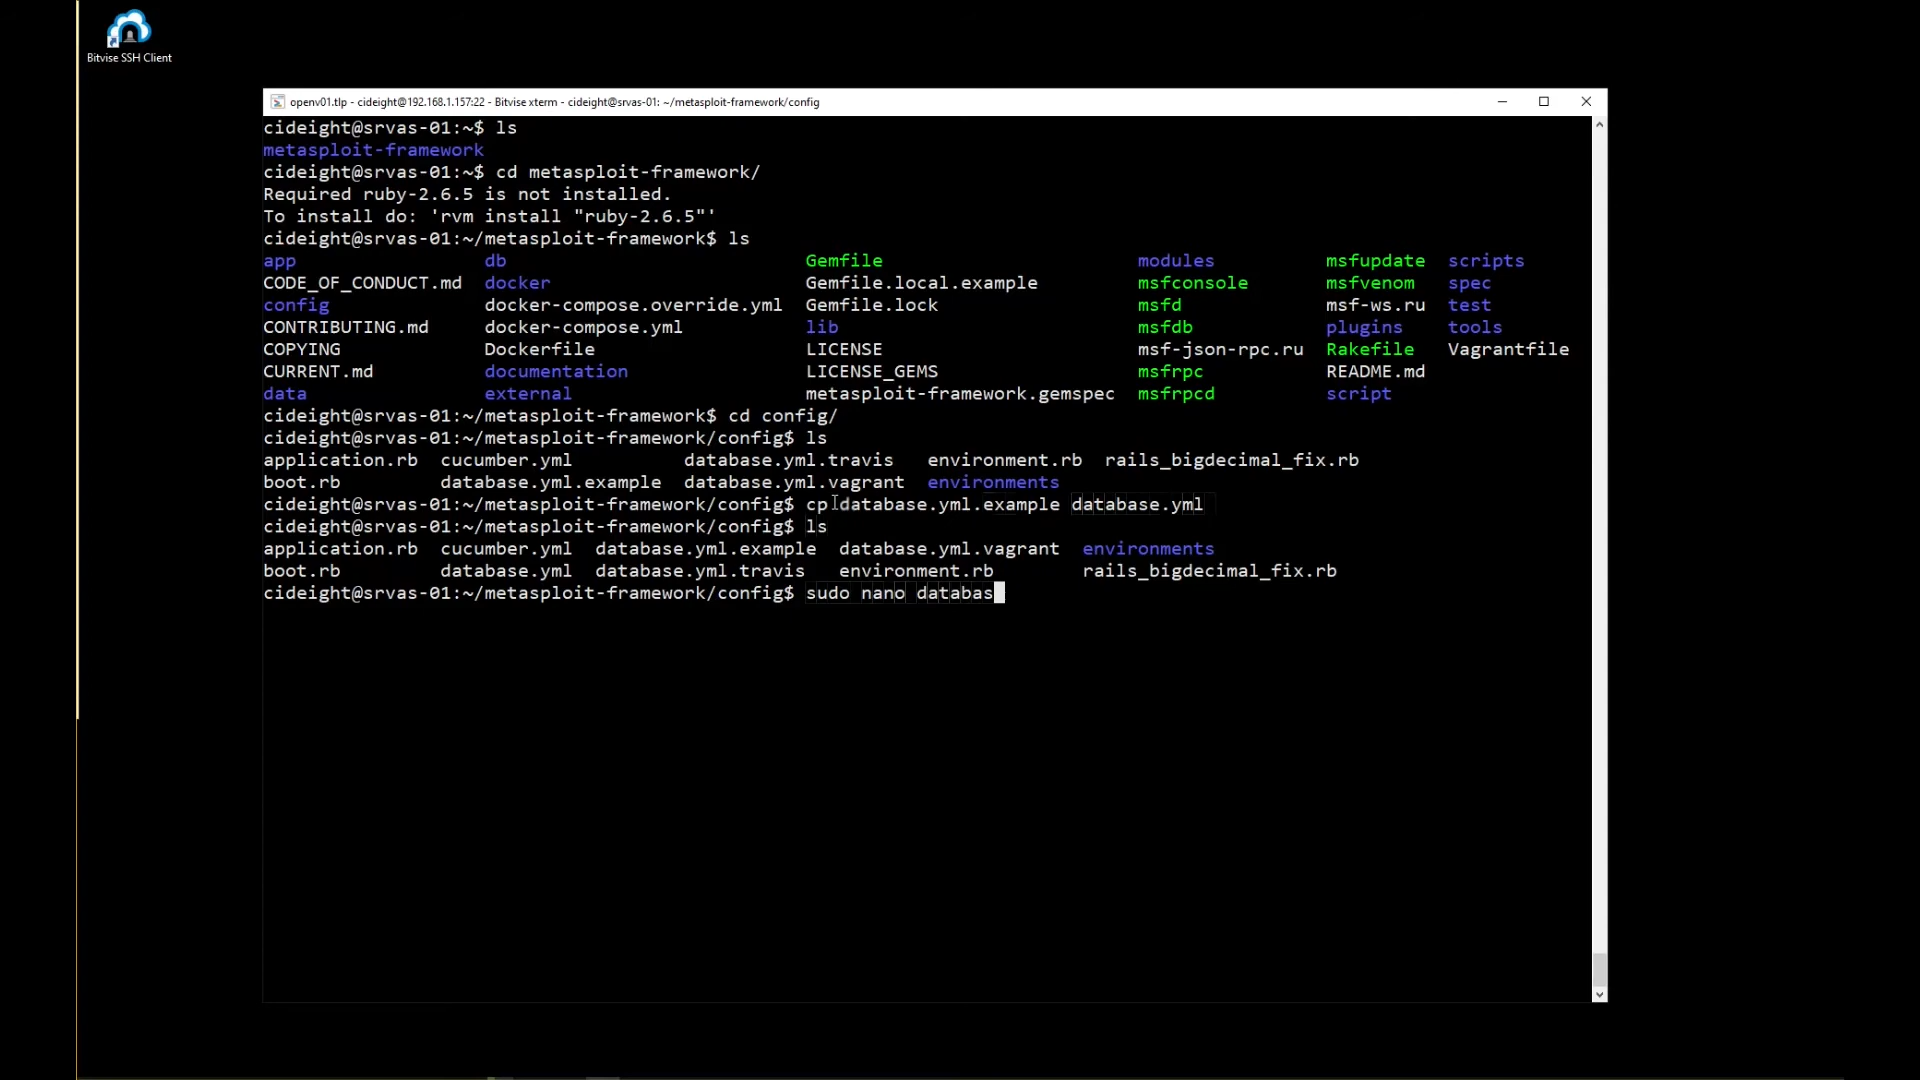 Bitvise SSH Client
openv01.tlp - cideight@192.168.1.157:22 - Bitvise xterm - cideight@srvas-01: ~/metasploit-framework/config
cideight@srvas-01:~$ ls
metasploit-framework
cideight@srvas-01:~$ cd metasploit-framework/
Required ruby-2.6.5 is not installed.
To install do: 'rvm install "ruby-2.6.5"'
cideight@srvas-01:~/metasploit-framework$ ls
app db Gemfile modules msfupdate scripts
CODE_OF_CONDUCT.md docker Gemfile.local.example msfconsole msfvenom spec
config docker-compose.override.yml Gemfile.lock msfd msf-ws.ru test
CONTRIBUTING.md docker-compose.yml lib msfdb plugins tools
COPYING Dockerfile LICENSE msf-json-rpc.ru Rakefile Vagrantfile
CURRENT.md documentation LICENSE_GEMS msfrpc README.md
data external metasploit-framework.gemspec msfrpcd script
cideight@srvas-01:~/metasploit-framework$ cd config/
cideight@srvas-01:~/metasploit-framework/config$ ls
application.rb cucumber.yml database.yml.travis environment.rb rails_bigdecimal_fix.rb
boot.rb database.yml.example database.yml.vagrant environments
cideight@srvas-01:~/metasploit-framework/config$ cp database.yml.example database.yml
cideight@srvas-01:~/metasploit-framework/config$ ls
application.rb cucumber.yml database.yml.example database.yml.vagrant environments
boot.rb database.yml database.yml.travis environment.rb rails_bigdecimal_fix.rb
cideight@srvas-01:~/metasploit-framework/config$ sudo nano databas